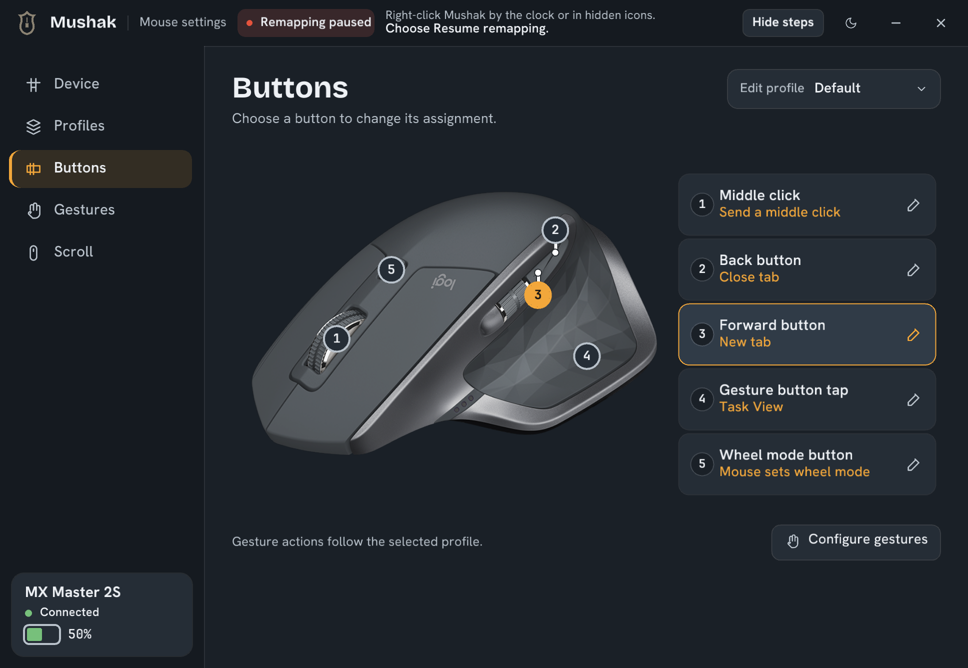 Mushak
Mouse settings
Remapping paused
Right-click Mushak by the clock or in hidden icons.
Choose Resume remapping.
Hide steps
Device
Profiles
Buttons
Gestures
Scroll
MX Master 2S
Connected
50%
Buttons
Choose a button to change its assignment.
Edit profile Default
logi
1
2
3
4
5
1
Middle click
Send a middle click
2
Back button
Close tab
3
Forward button
New tab
4
Gesture button tap
Task View
5
Wheel mode button
Mouse sets wheel mode
Gesture actions follow the selected profile.
Configure gestures